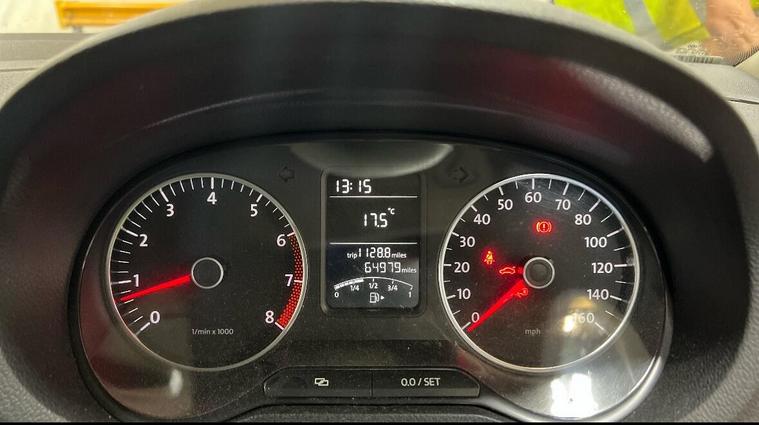 13:15
17.5°C
trip 1128.8 miles
64979 miles
0 1/4 1/2 3/4 1
0 1 2 3 4 5 6 7 8
1/min x 1000
0 10 20 30 40 50 60 70 80 100 120 140 160
mph
0.0 / SET